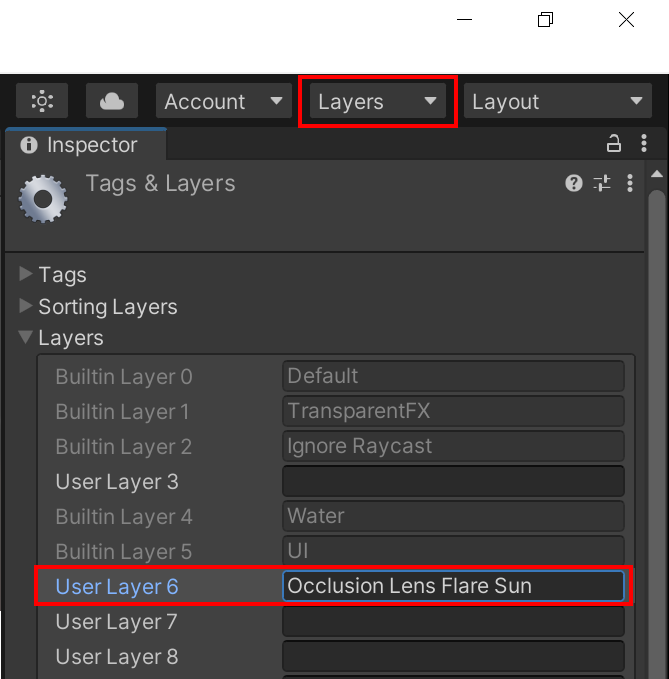 Account Layers Layout
Inspector
Tags & Layers
Tags
Sorting Layers
Layers
Builtin Layer 0 Default
Builtin Layer 1 TransparentFX
Builtin Layer 2 Ignore Raycast
User Layer 3
Builtin Layer 4 Water
Builtin Layer 5 UI
User Layer 6 Occlusion Lens Flare Sun
User Layer 7
User Layer 8